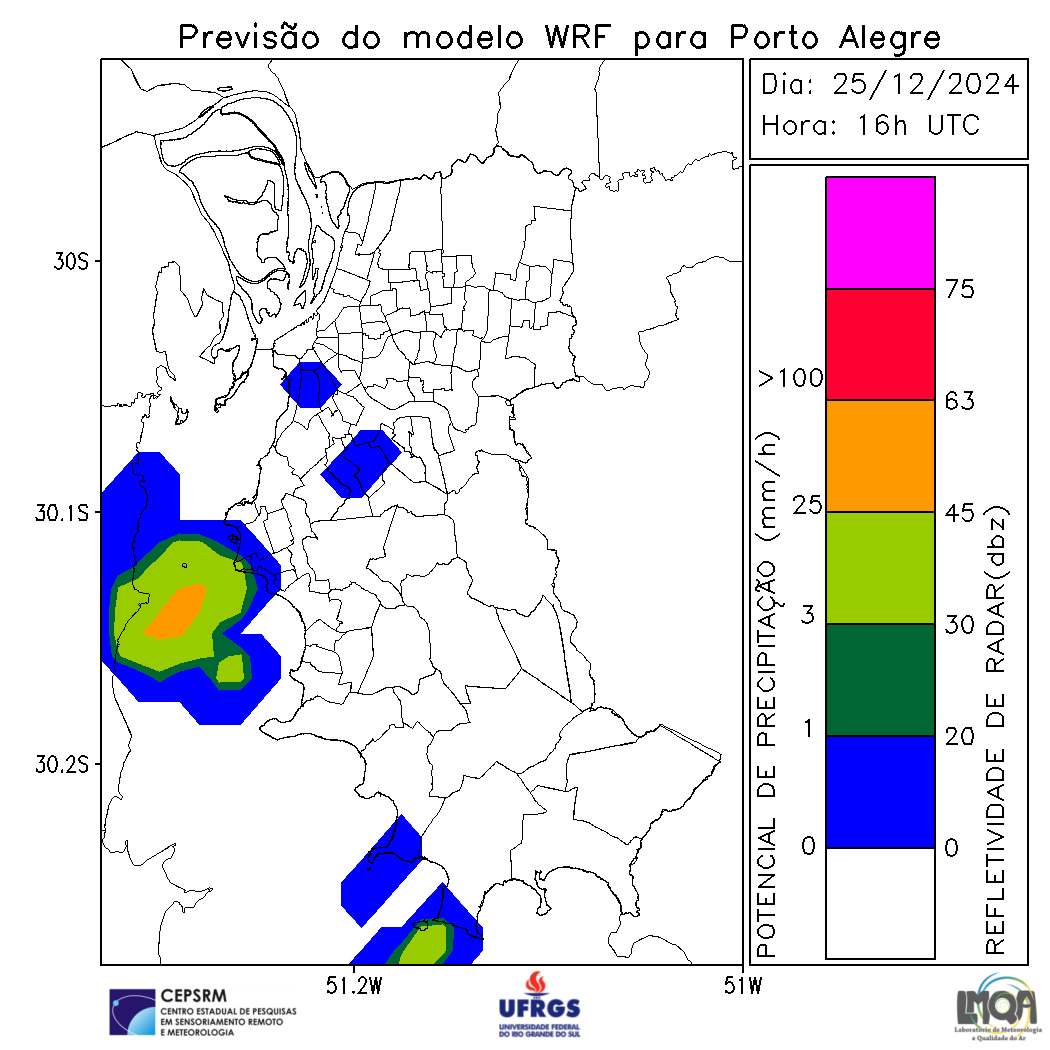 Previsão do modelo WRF para Porto Alegre
Dia: 25/12/2024
Hora: 16h UTC
30S
30.1S
30.2S
51.2W
51W
POTENCIAL DE PRECIPITAÇÃO (mm/h)
>100
25
3
1
0
75
63
45
30
20
0
REFLETIVIDADE DE RADAR(dbz)
CEPSRM
CENTRO ESTADUAL DE PESQUISAS
EM SENSORIAMENTO REMOTO
E METEOROLOGIA
UFRGS
UNIVERSIDADE FEDERAL
DO RIO GRANDE DO SUL
LMQA
Laboratório de Meteorologia
e Qualidade do Ar